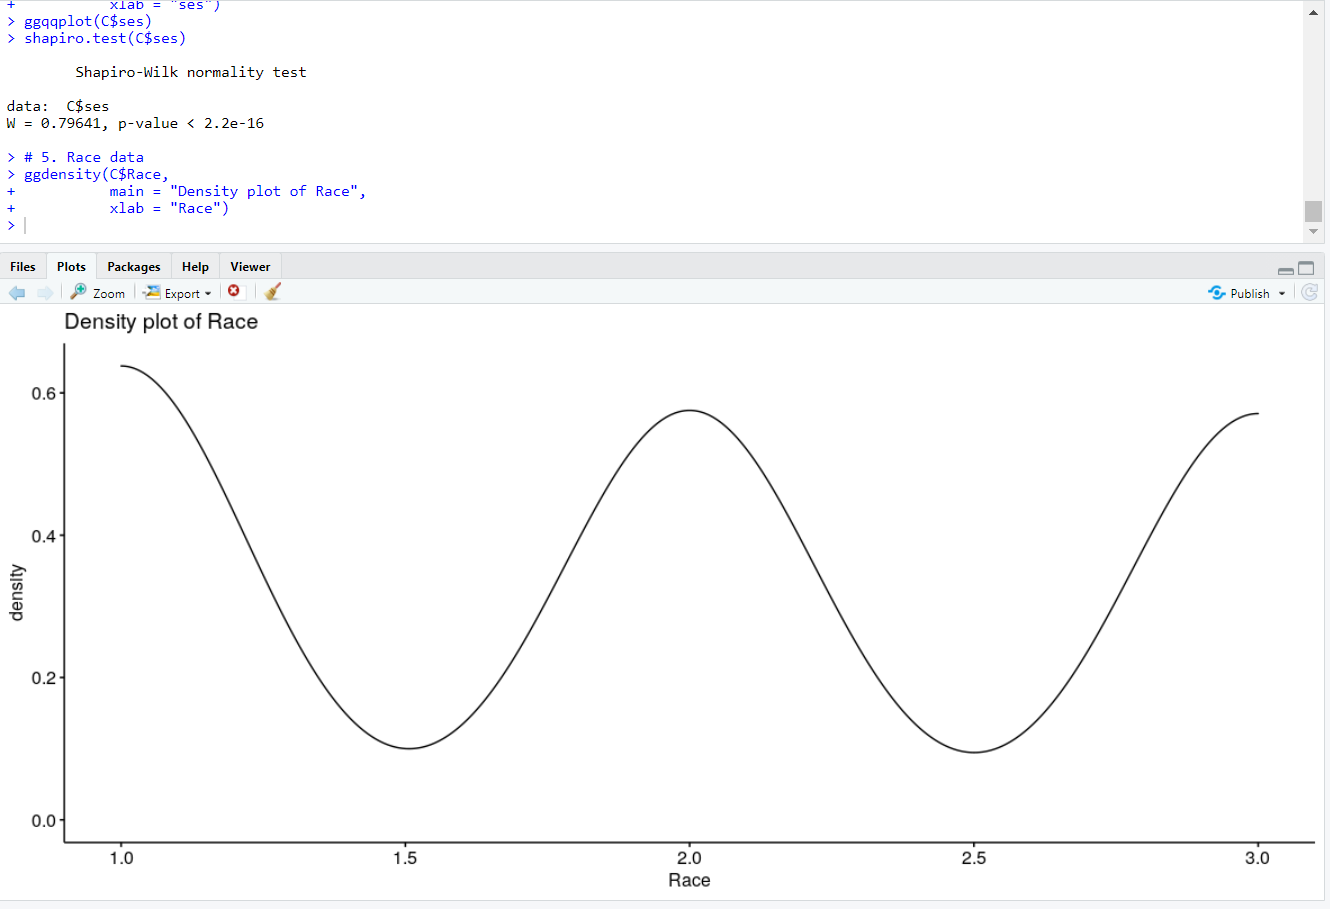 +           xlab = "ses")
> ggqqplot(C$ses)
> shapiro.test(C$ses)
        Shapiro-Wilk normality test
data:  C$ses
W = 0.79641, p-value < 2.2e-16
> # 5. Race data
> ggdensity(C$Race,
+           main = "Density plot of Race",
+           xlab = "Race")
>
Files Plots Packages Help Viewer
Zoom Export Publish
Density plot of Race
0.6
0.4
0.2
0.0
density
1.0 1.5 2.0 2.5 3.0
Race